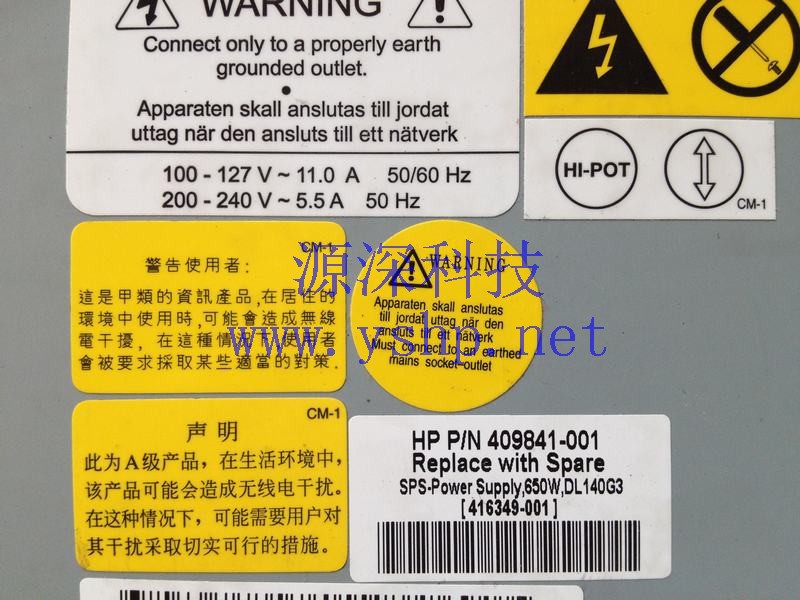 WARNING
Connect only to a properly earth
grounded outlet.
•
Apparaten skall anslutas till jordat
uttag när den ansluts till ett nätverk
100 - 127 V ~ 11.0 A 50/60 Hz
200 - 240 V ~ 5.5 A 50 Hz
HI-POT
CM-1
CM-1
警告使用者:
這是甲類的資訊產品,在居住的
環境中使用時,可能會造成無線
電干擾,在這種情況下,使用者
會被要求採取某些適當的對策.
WARNING
Apparaten skall anslutas
till jordat uttag när den
ansluts till ett nätverk
Must connect to an earthed
mains socket-outlet
源深科技
www.yshp.net
CM-1
声明
此为A级产品，在生活环境中，
该产品可能会造成无线电干扰。
在这种情况下，可能需要用户对
其干扰采取切实可行的措施。
HP P/N 409841-001
Replace with Spare
SPS-Power Supply,650W,DL140G3
[416349-001]